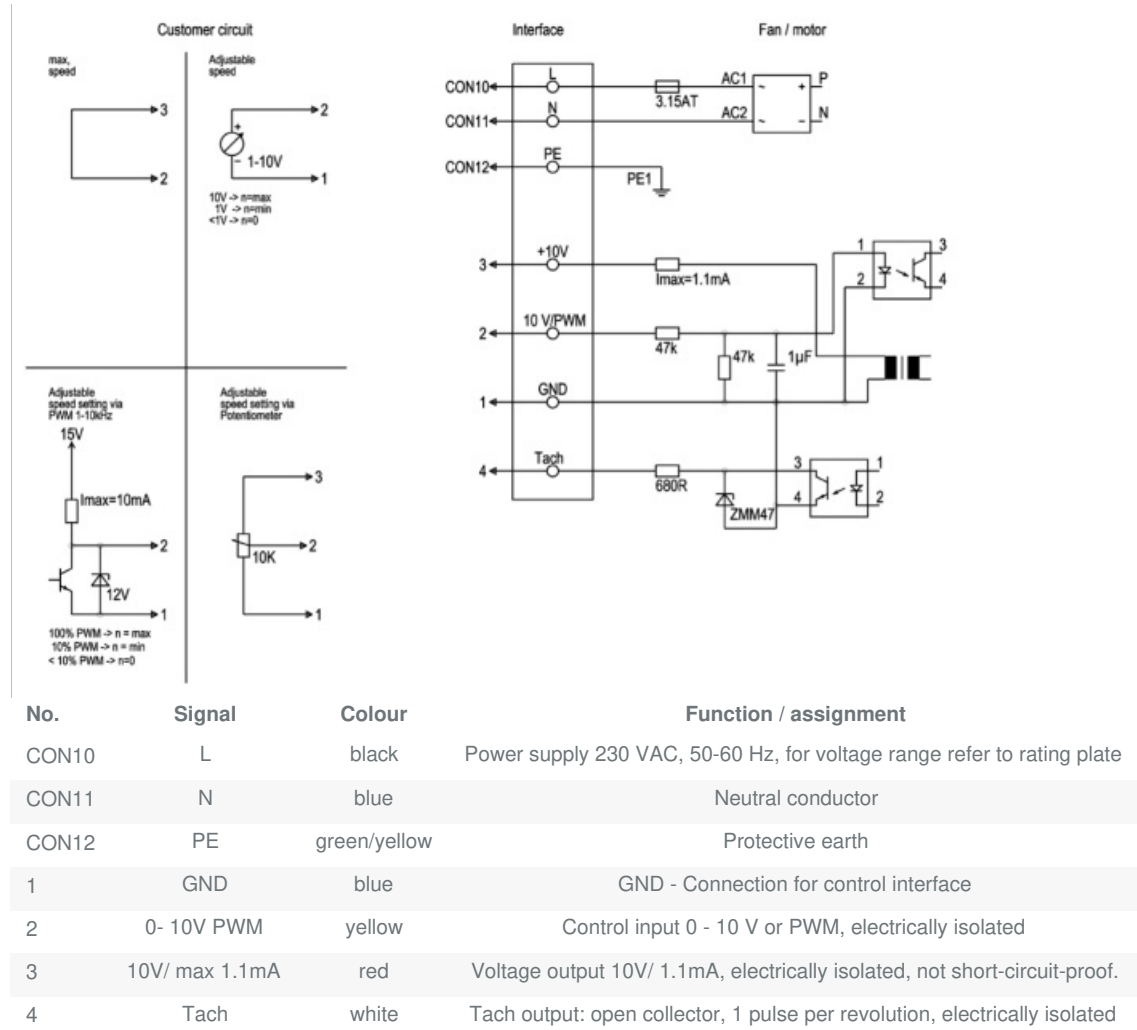 Customer circuit
Interface
Fan / motor
max,
speed
3
2
Adjustable
speed
2
+
1-10V
-
1
10V -> n=max
1V -> n=min
<1V -> n=0
Adjustable
speed setting via
PWM 1-10kHz
15V
Imax=10mA
2
12V
1
100% PWM -> n = max
10% PWM -> n = min
< 10% PWM -> n=0
Adjustable
speed setting via
Potentiometer
3
2
10K
1
CON10
L
3.15AT
AC1
~
+
P
CON11
N
AC2
~
-
N
CON12
PE
PE1
3
+10V
Imax=1.1mA
1
3
2
4
2
10 V/PWM
47k
47k
1µF
1
GND
4
Tach
680R
ZMM47
3
1
4
2
No. Signal Colour Function / assignment
CON10 L black Power supply 230 VAC, 50-60 Hz, for voltage range refer to rating plate
CON11 N blue Neutral conductor
CON12 PE green/yellow Protective earth
1 GND blue GND - Connection for control interface
2 0- 10V PWM yellow Control input 0 - 10 V or PWM, electrically isolated
3 10V/ max 1.1mA red Voltage output 10V/ 1.1mA, electrically isolated, not short-circuit-proof.
4 Tach white Tach output: open collector, 1 pulse per revolution, electrically isolated